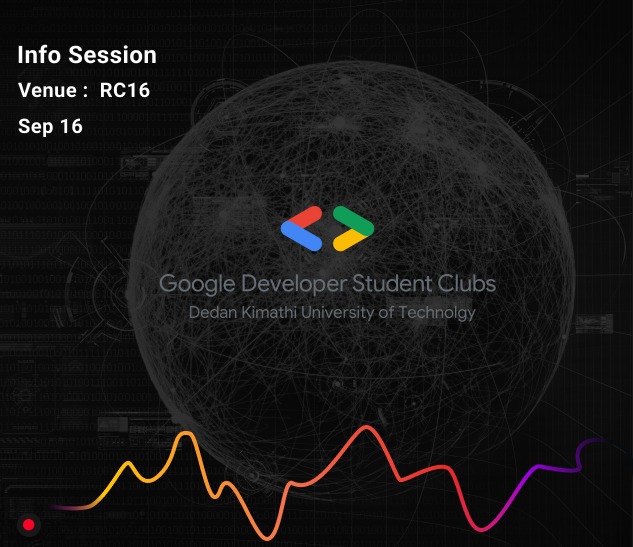 Info Session
Venue :  RC16
Sep 16
Google Developer Student Clubs
Dedan Kimathi University of Technolgy